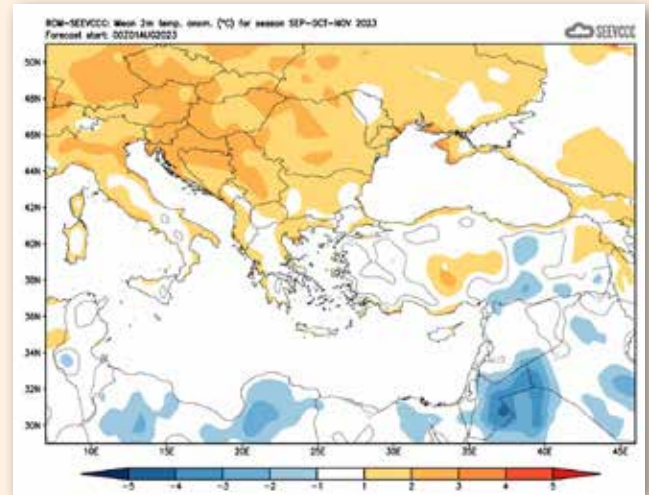 RCM-SEEVCCC: Mean 2m temp. anom. (°C) for season SEP-OCT-NOV 2023
Forecast start: 00Z01AUG2023
SEEVCCC
50N
48N
46N
44N
42N
40N
38N
36N
34N
32N
30N
10E 15E 20E 25E 30E 35E 40E 45E
-5 -4 -3 -2 -1 1 2 3 4 5